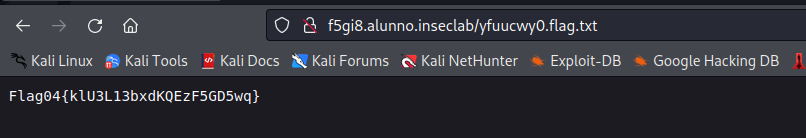 f5gi8.alunno.inseclab/yfuucwy0.flag.txt
Kali Linux Kali Tools Kali Docs Kali Forums Kali NetHunter Exploit-DB Google Hacking DB
Flag04{klU3L13bxdKQEzF5GD5wq}